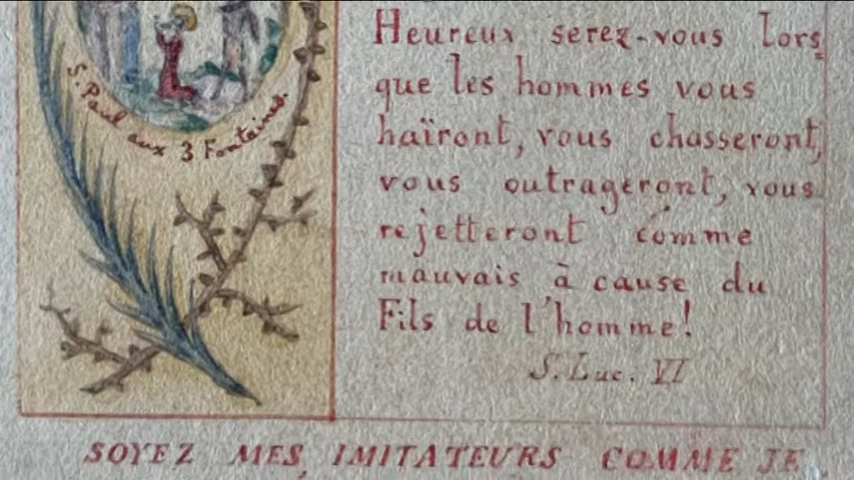 S. Paul aux 3 Fontaines.
Heureux serez-vous lors
que les hommes vous
haïront, vous chasseront,
vous outrageront, vous
rejetteront comme
mauvais à cause du
Fils de l'homme!
S. Luc. VI
SOYEZ MES IMITATEURS COMME JE